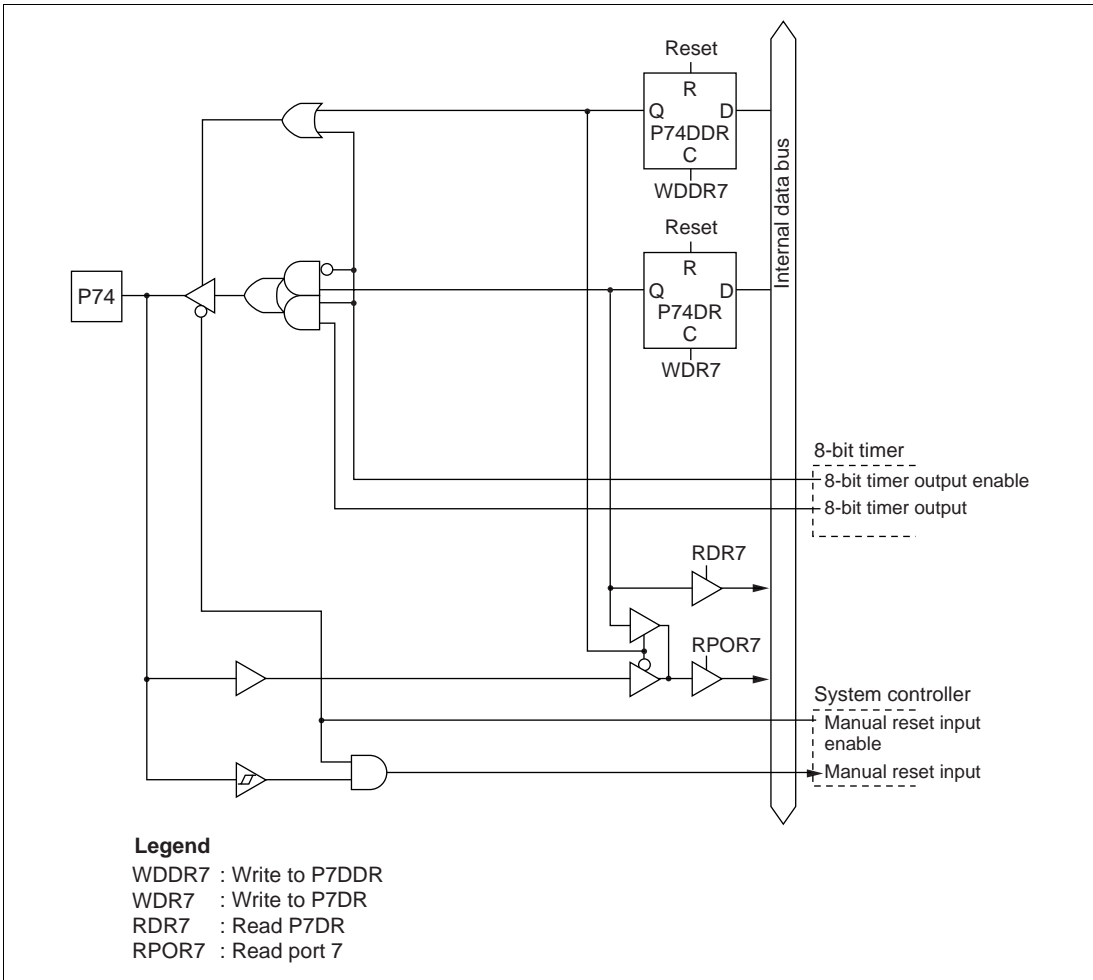 Reset
R
Q
D
P74DDR
C
WDDR7
Reset
R
P74
Q
D
P74DR
C
WDR7
Internal data bus
8-bit timer
8-bit timer output enable
8-bit timer output
RDR7
RPOR7
System controller
Manual reset input
enable
Manual reset input
Legend
WDDR7 : Write to P7DDR
WDR7 : Write to P7DR
RDR7 : Read P7DR
RPOR7 : Read port 7